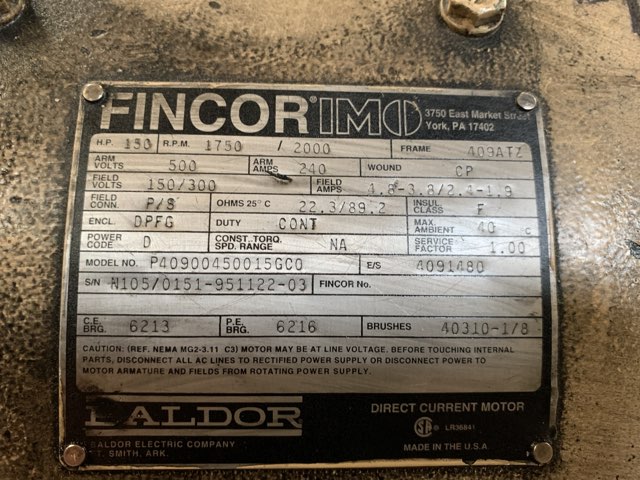 FINCOR® IMO
3750 East Market Street
York, PA 17402
H.P. 150 R.P.M. 1750 / 2000 FRAME 409ATZ
ARM VOLTS 500 ARM AMPS 240 WOUND CP
FIELD VOLTS 150/300 FIELD AMPS 4.8-3.8/2.4-1.9
FIELD CONN. P/S OHMS 25° C 22.3/89.2 INSUL. CLASS F
ENCL. DPFG DUTY CONT MAX. AMBIENT 40 C
POWER CODE D CONST. TORQ. SPD. RANGE NA SERVICE FACTOR 1.00
MODEL NO. P40900450015GCO E/S 4091480
S/N N105/0151-951122-03 FINCOR No.
C.E. BRG. 6213 P.E. BRG. 6216 BRUSHES 40310-1/8
CAUTION: (REF. NEMA MG2-3.11 C3) MOTOR MAY BE AT LINE VOLTAGE. BEFORE TOUCHING INTERNAL
PARTS, DISCONNECT ALL AC LINES TO RECTIFIED POWER SUPPLY OR DISCONNECT POWER TO
MOTOR ARMATURE AND FIELDS FROM ROTATING POWER SUPPLY.
BALDOR
DIRECT CURRENT MOTOR
LR36841
BALDOR ELECTRIC COMPANY
FT. SMITH, ARK.
MADE IN THE U.S.A.